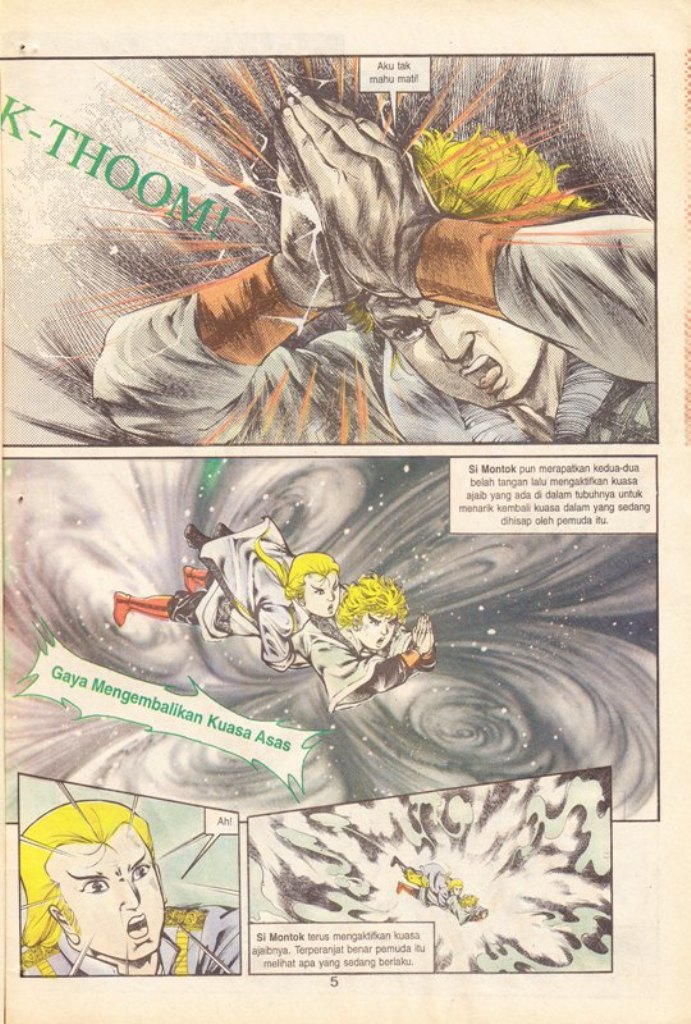 Aku tak
mahu mati!
K-THOOM!
Si Montok pun merapatkan kedua-dua
belah tangan lalu mengaktifkan kuasa
ajaib yang ada di dalam tubuhnya untuk
menarik kembali kuasa dalam yang sedang
dihisap oleh pemuda itu.
Gaya Mengembalikan Kuasa Asas
Ah!
Si Montok terus mengaktifkan kuasa
ajaibnya. Terperanjat benar pemuda itu
melihat apa yang sedang berlaku.
5